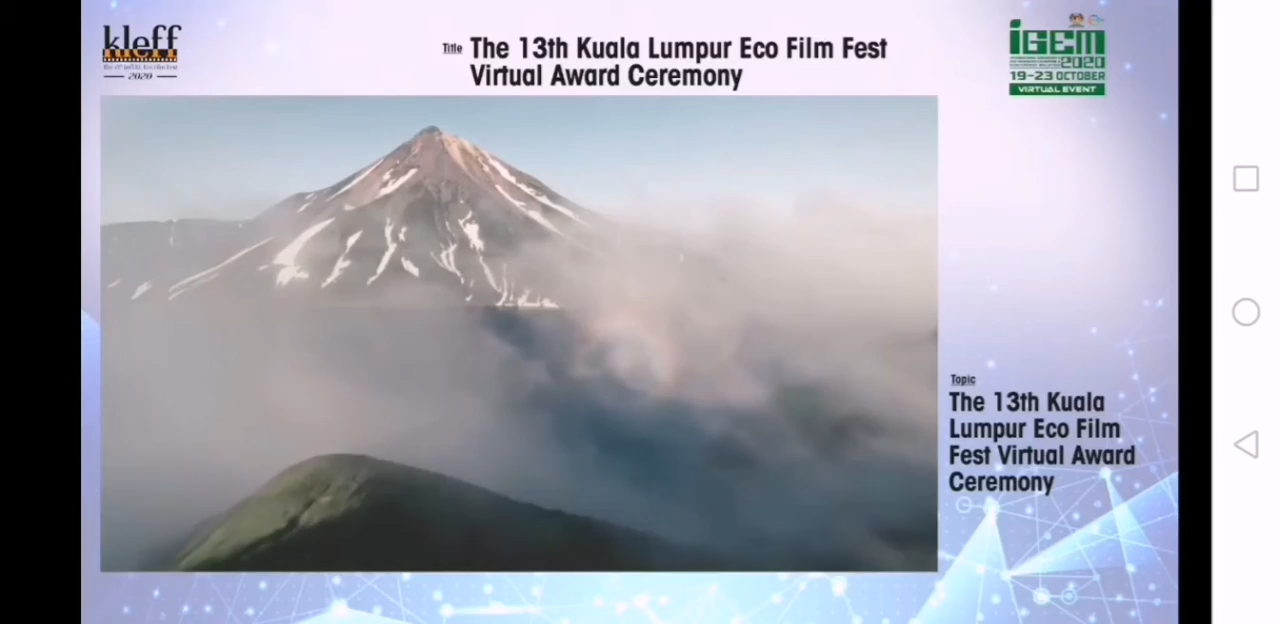 kleff
2020
Title The 13th Kuala Lumpur Eco Film Fest
Virtual Award Ceremony
iGEM
2020
19-23 OCTOBER
VIRTUAL EVENT
Topic
The 13th Kuala
Lumpur Eco Film
Fest Virtual Award
Ceremony